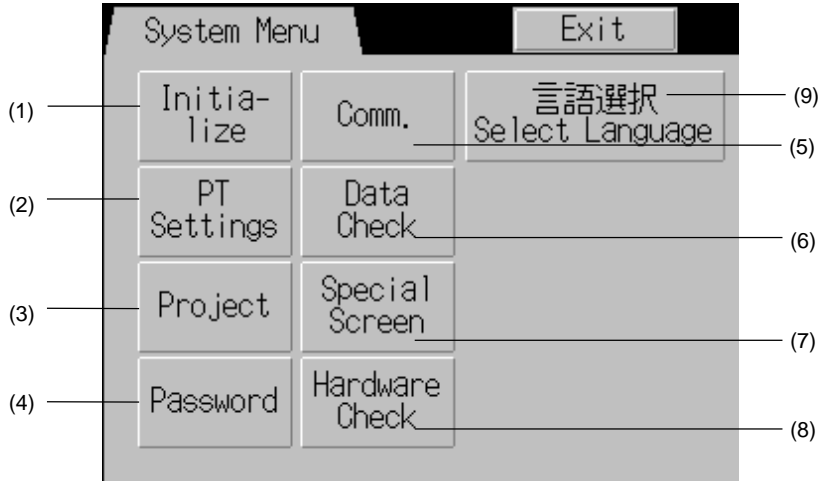 System Menu
Exit
(1)
Initia-
lize
Comm.
言語選択
Select Language
(9)
(5)
(2)
PT
Settings
Data
Check
(6)
(3)
Project
Special
Screen
(7)
(4)
Password
Hardware
Check
(8)